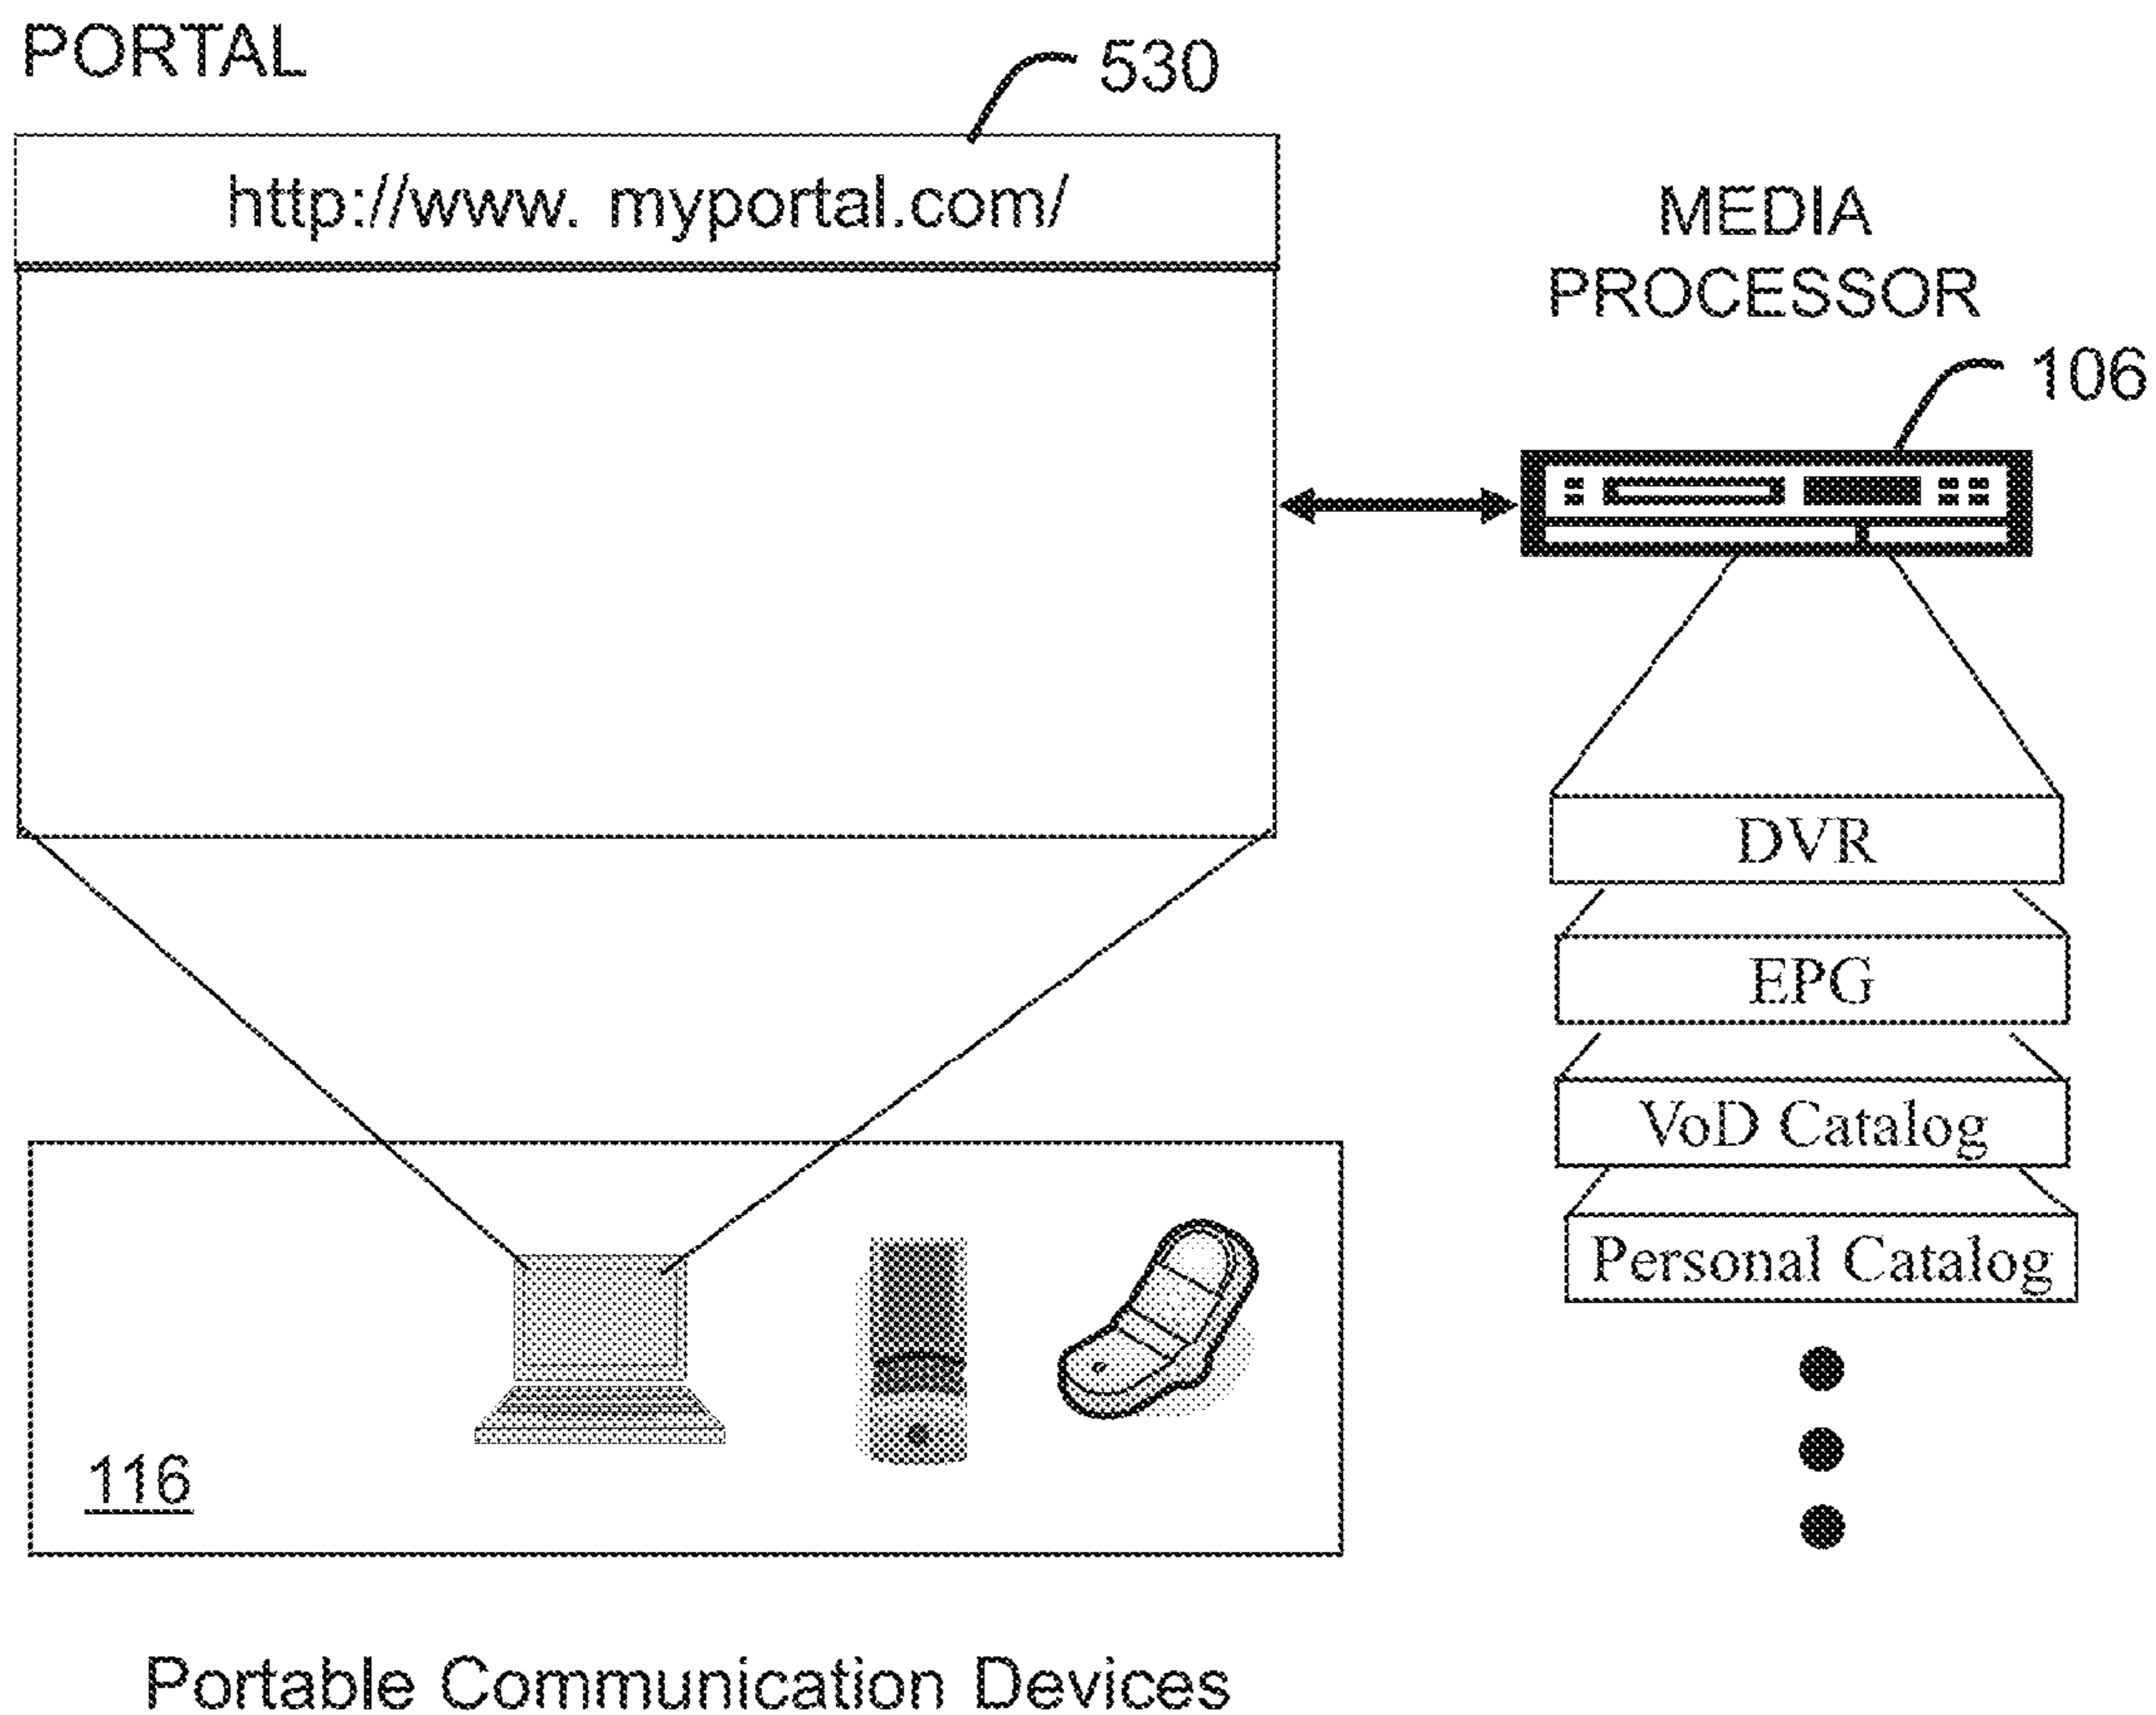 PORTAL
530
http://www. myportal.com/
MEDIA
PROCESSOR
106
DVR
EPG
VoD Catalog
Personal Catalog
116
Portable Communication Devices